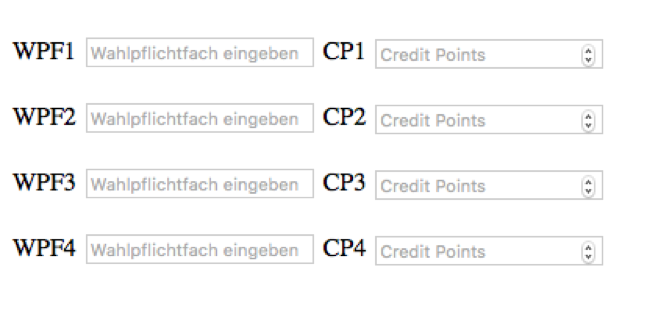 WPF1 Wahlpflichtfach eingeben CP1 Credit Points
WPF2 Wahlpflichtfach eingeben CP2 Credit Points
WPF3 Wahlpflichtfach eingeben CP3 Credit Points
WPF4 Wahlpflichtfach eingeben CP4 Credit Points